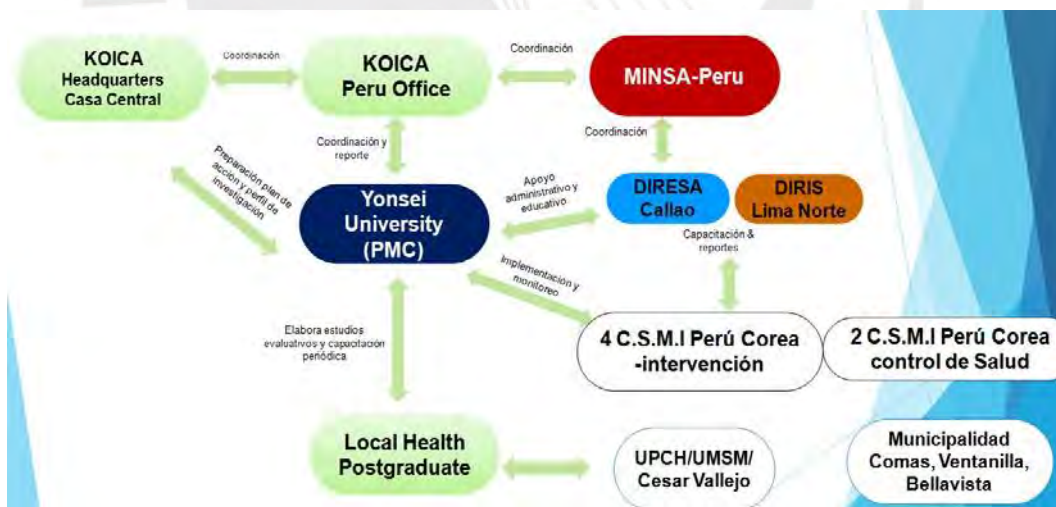 KOICA
Headquarters
Casa Central
Coordinación
KOICA
Peru Office
Coordinación
MINSA-Peru
Coordinación y
reporte
Coordinación
Preparación plan de
acción y perfil de
investigación
Yonsei
University
(PMC)
Apoyo
administrativo y
educativo
DIRESA
Callao
DIRIS
Lima Norte
Capacitación &
reportes
Implementación y
monitoreo
4 C.S.M.I Perú Corea
-intervención
2 C.S.M.I Perú Corea
control de Salud
Elabora estudios
evaluativos y capacitación
periódica
Local Health
Postgraduate
UPCH/UMSM/
Cesar Vallejo
Municipalidad
Comas, Ventanilla,
Bellavista